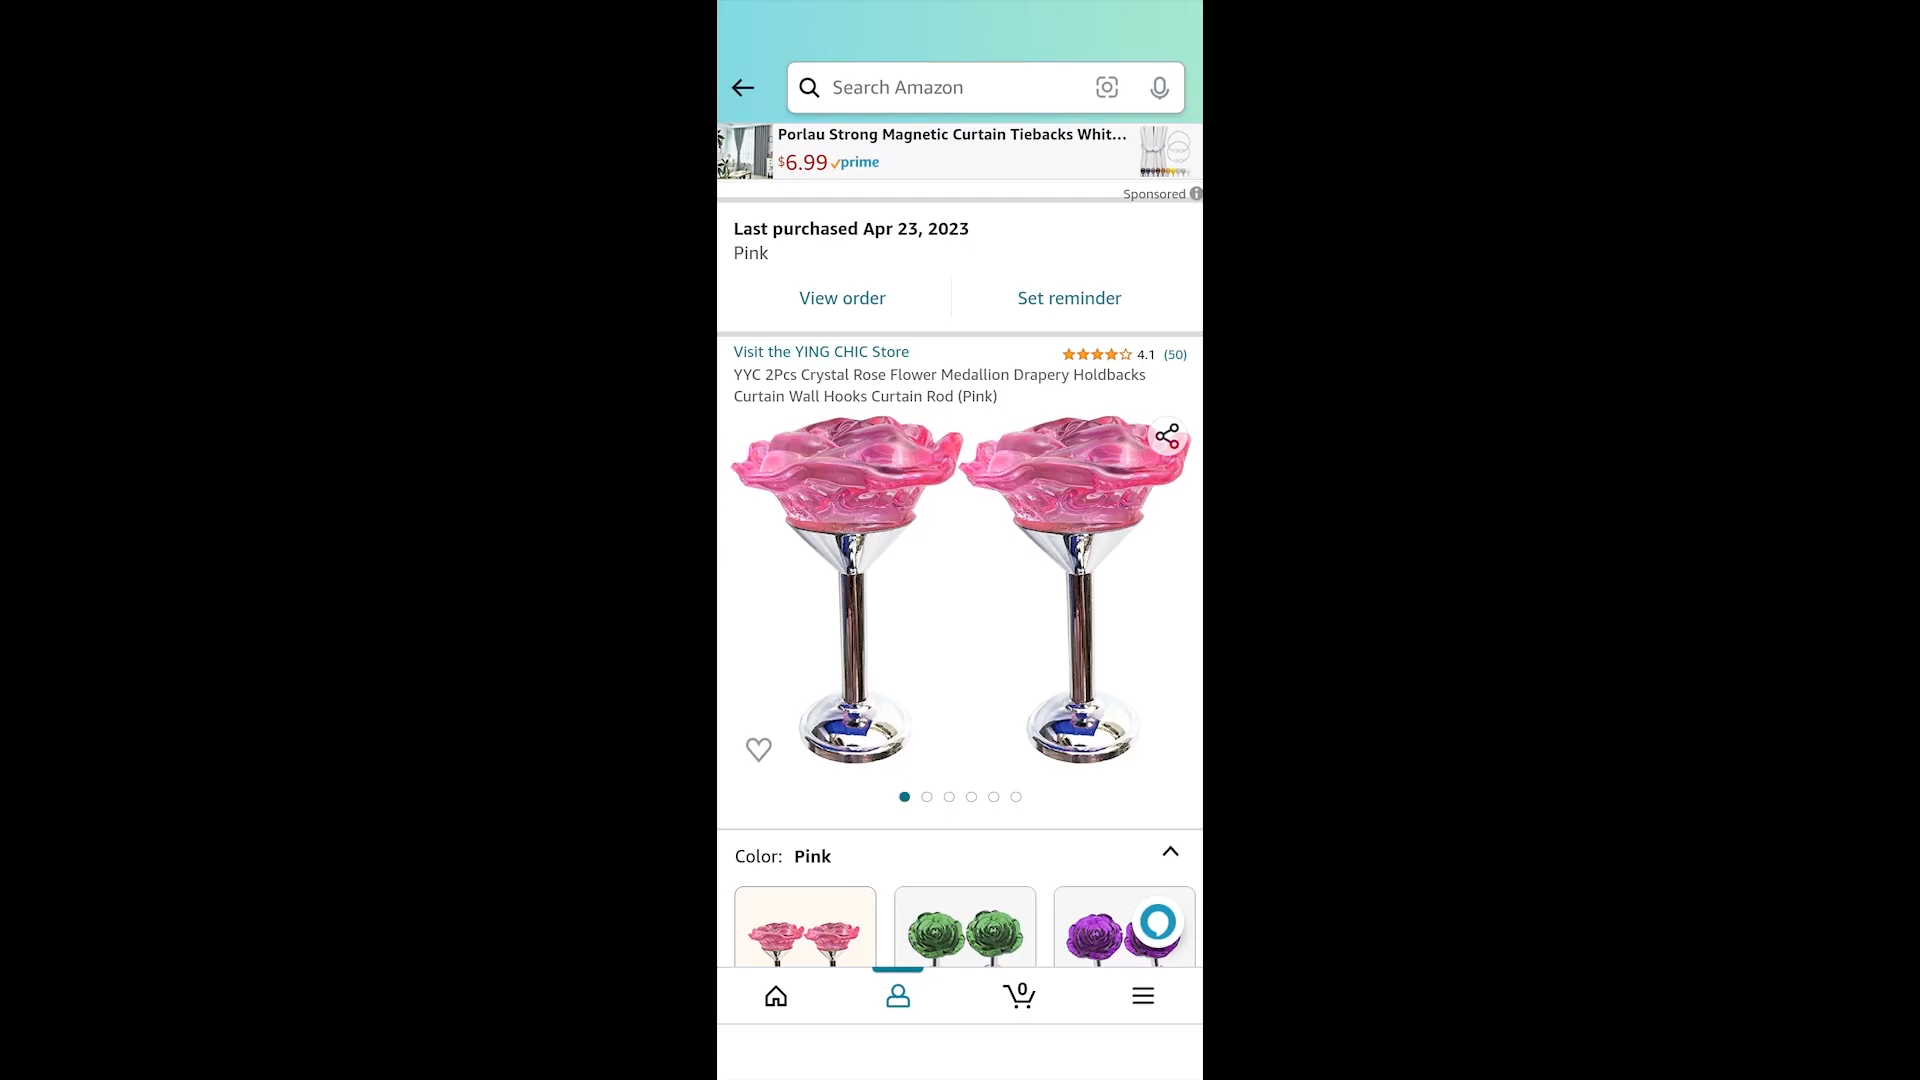 Search Amazon
Porlau Strong Magnetic Curtain Tiebacks Whit...
$6.99 prime
Sponsored
Last purchased Apr 23, 2023
Pink
View order
Set reminder
Visit the YING CHIC Store
4.1 (50)
YYC 2Pcs Crystal Rose Flower Medallion Drapery Holdbacks
Curtain Wall Hooks Curtain Rod (Pink)
Color: Pink
0